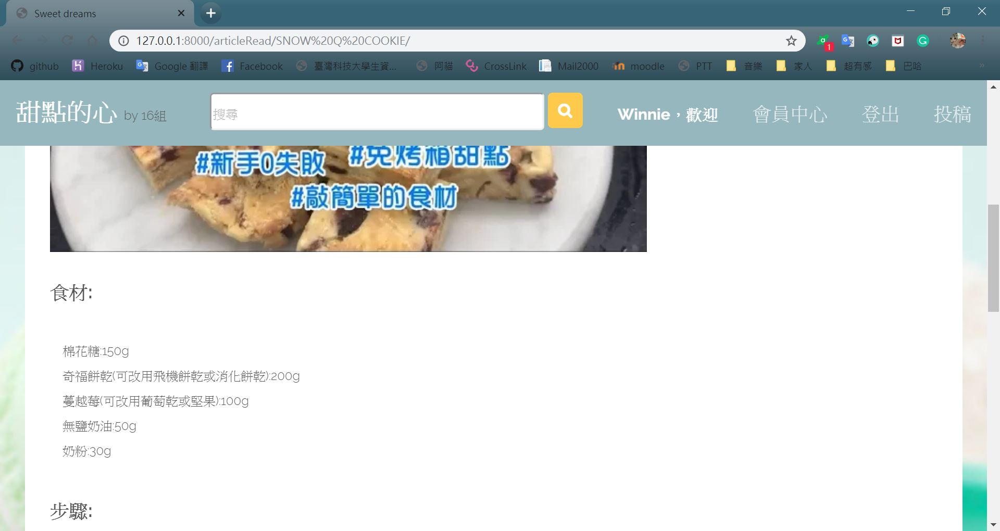 Sweet dreams
127.0.0.1:8000/articleRead/SNOW%20Q%20COOKIE/
1
github Heroku Google 翻譯 Facebook 臺灣科技大學生資... 阿貓 CrossLink Mail2000 moodle PTT 音樂 家人 超有感 巴哈 »
甜點的心 by 16組 搜尋 Winnie,歡迎 會員中心 登出 投稿
#新手0失敗 #免烤箱甜點
#敲簡單的食材
食材:
棉花糖:150g
奇福餅乾(可改用飛機餅乾或消化餅乾):200g
蔓越莓(可改用葡萄乾或堅果):100g
無鹽奶油:50g
奶粉:30g
步驟: